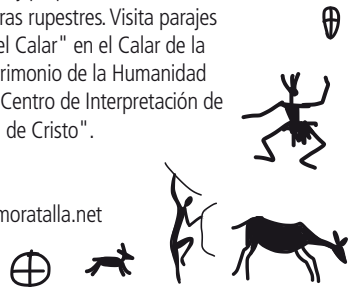 ras rupestres. Visita parajes
el Calar" en el Calar de la
rimonio de la Humanidad
Centro de Interpretación de
de Cristo".
moratalla.net